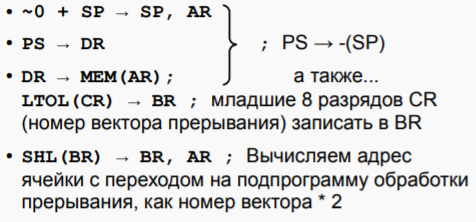 • ~0 + SP → SP, AR
• PS → DR ; PS → -(SP)
• DR → MEM(AR); а также...
LTOL(CR) → BR ; младшие 8 разрядов CR
(номер вектора прерывания) записать в BR
• SHL(BR) → BR, AR ; Вычисляем адрес
ячейки с переходом на подпрограмму обработки
прерывания, как номер вектора * 2